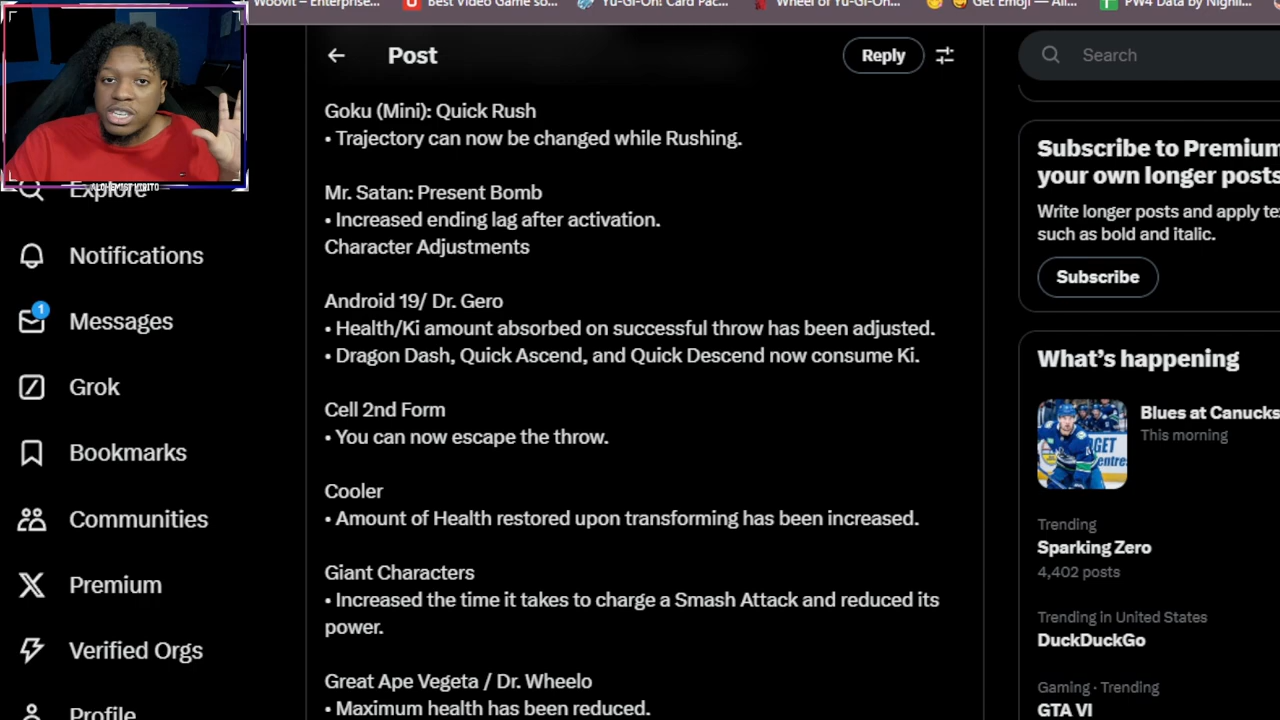 Woovit – Enterprise...
Best Video Game so...
Yu-Gi-Oh! Card Pac...
Wheel of Yu-Gi-On...
Get Emoji — All...
PW4 Data by Nighli...
ALCHEMIST KIRITO
Explore
Notifications
1
Messages
Grok
Bookmarks
Communities
Premium
Verified Orgs
Profile
Post
Reply
Goku (Mini): Quick Rush
• Trajectory can now be changed while Rushing.
Mr. Satan: Present Bomb
• Increased ending lag after activation.
Character Adjustments
Android 19/ Dr. Gero
• Health/Ki amount absorbed on successful throw has been adjusted.
• Dragon Dash, Quick Ascend, and Quick Descend now consume Ki.
Cell 2nd Form
• You can now escape the throw.
Cooler
• Amount of Health restored upon transforming has been increased.
Giant Characters
• Increased the time it takes to charge a Smash Attack and reduced its
power.
Great Ape Vegeta / Dr. Wheelo
• Maximum health has been reduced.
Search
Subscribe to Premium
your own longer posts
Write longer posts and apply te
such as bold and italic.
Subscribe
What's happening
Blues at Canucks
This morning
Trending
Sparking Zero
4,402 posts
Trending in United States
DuckDuckGo
Gaming · Trending
GTA VI